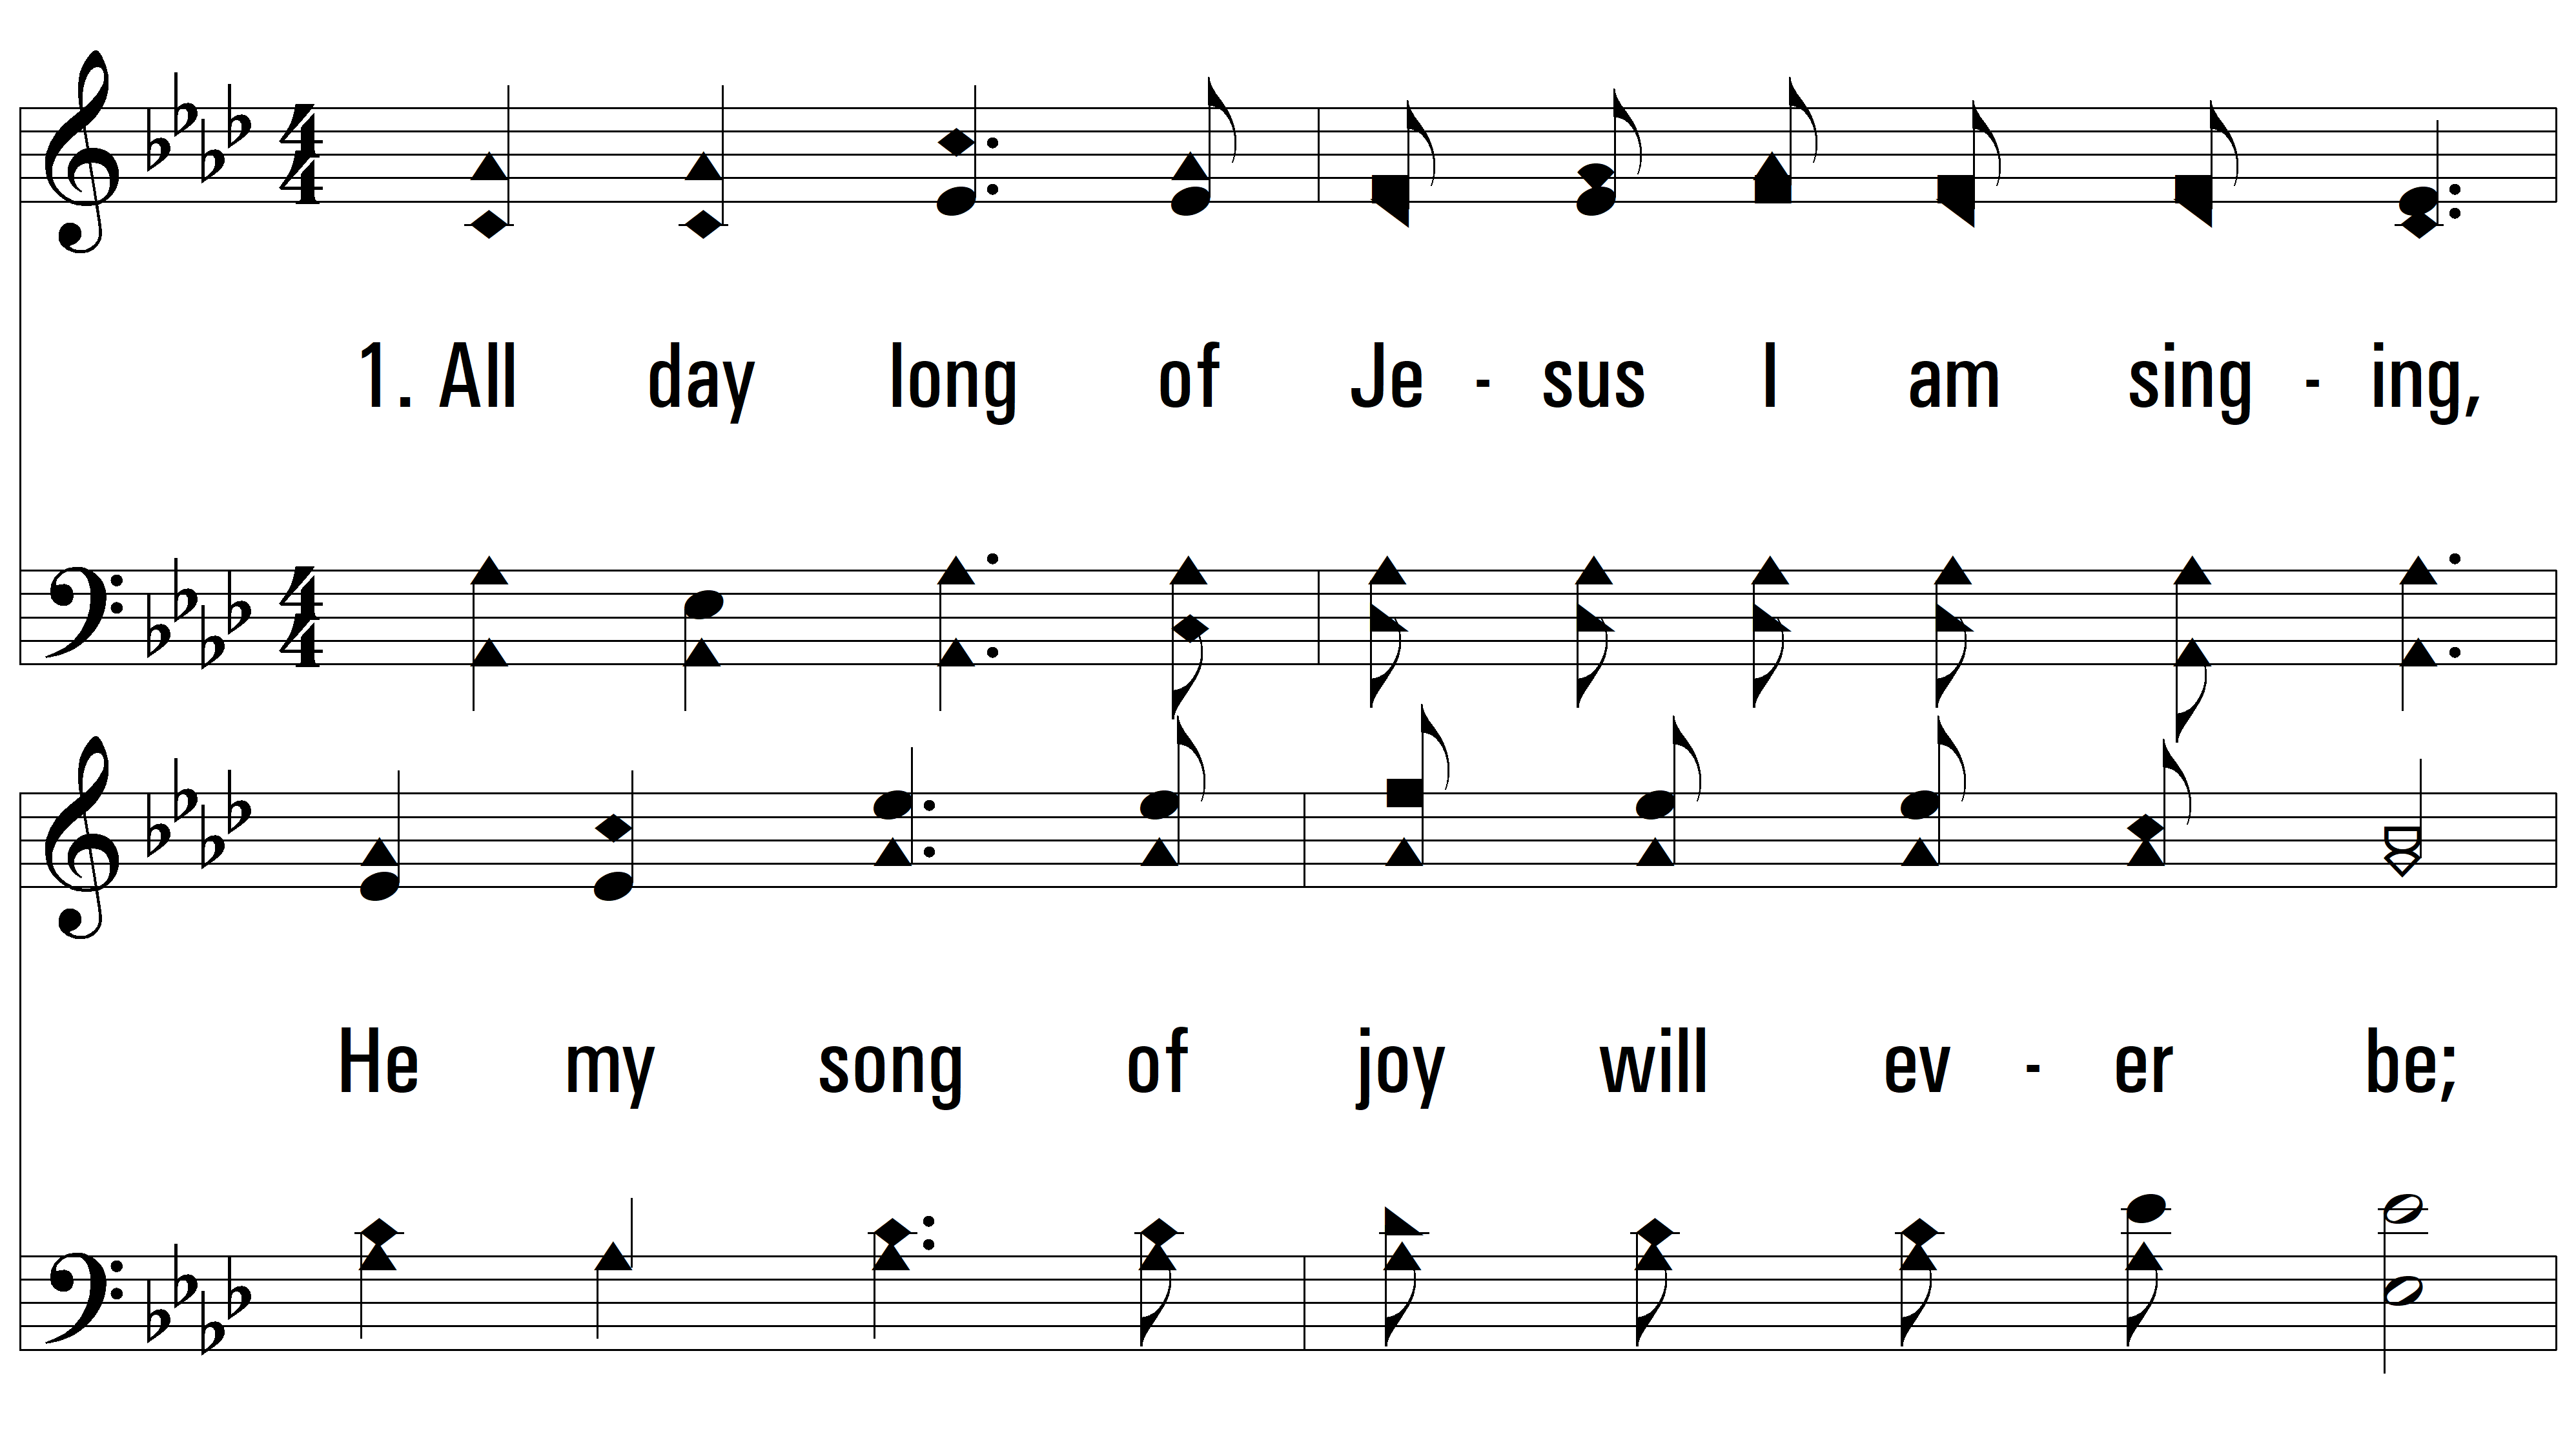 1. All day long of Je - sus I am sing - ing,
He my song of joy will ev - er be;